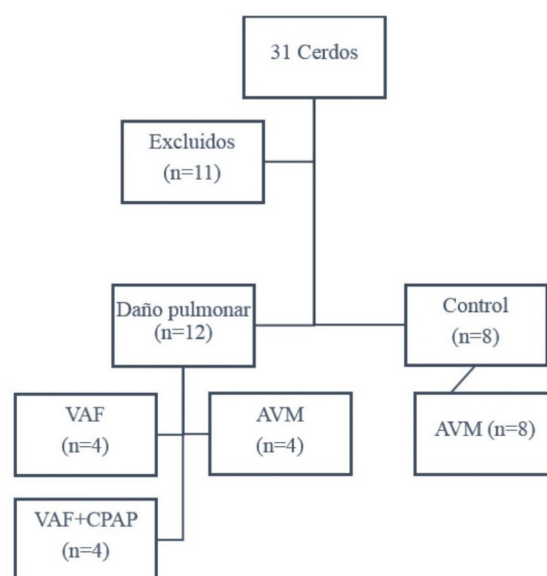 31 Cerdos
Excluidos
(n=11)
Daño pulmonar
(n=12)
Control
(n=8)
VAF
(n=4)
AVM
(n=4)
AVM (n=8)
VAF+CPAP
(n=4)